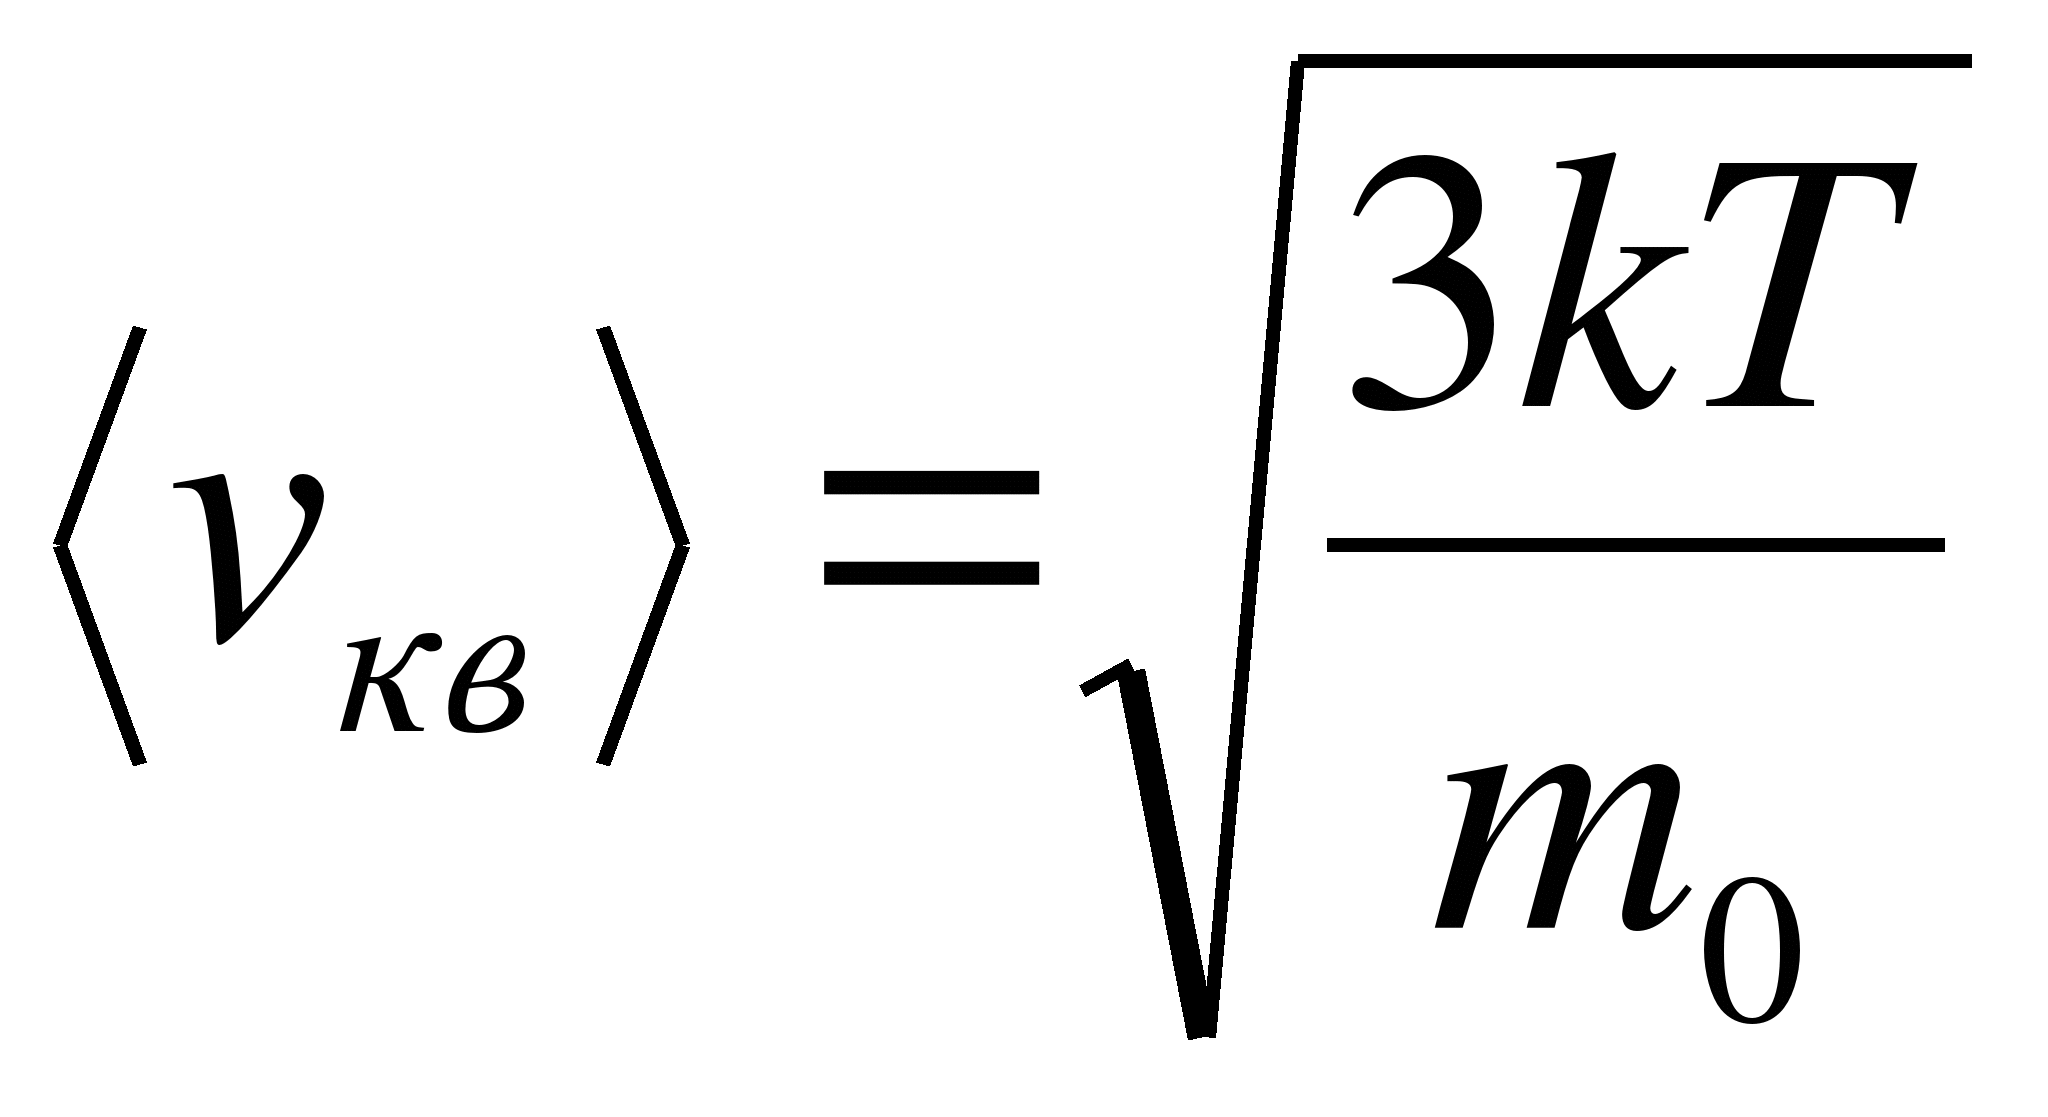 ⟨v_кв⟩ = √(3kT / m_0)